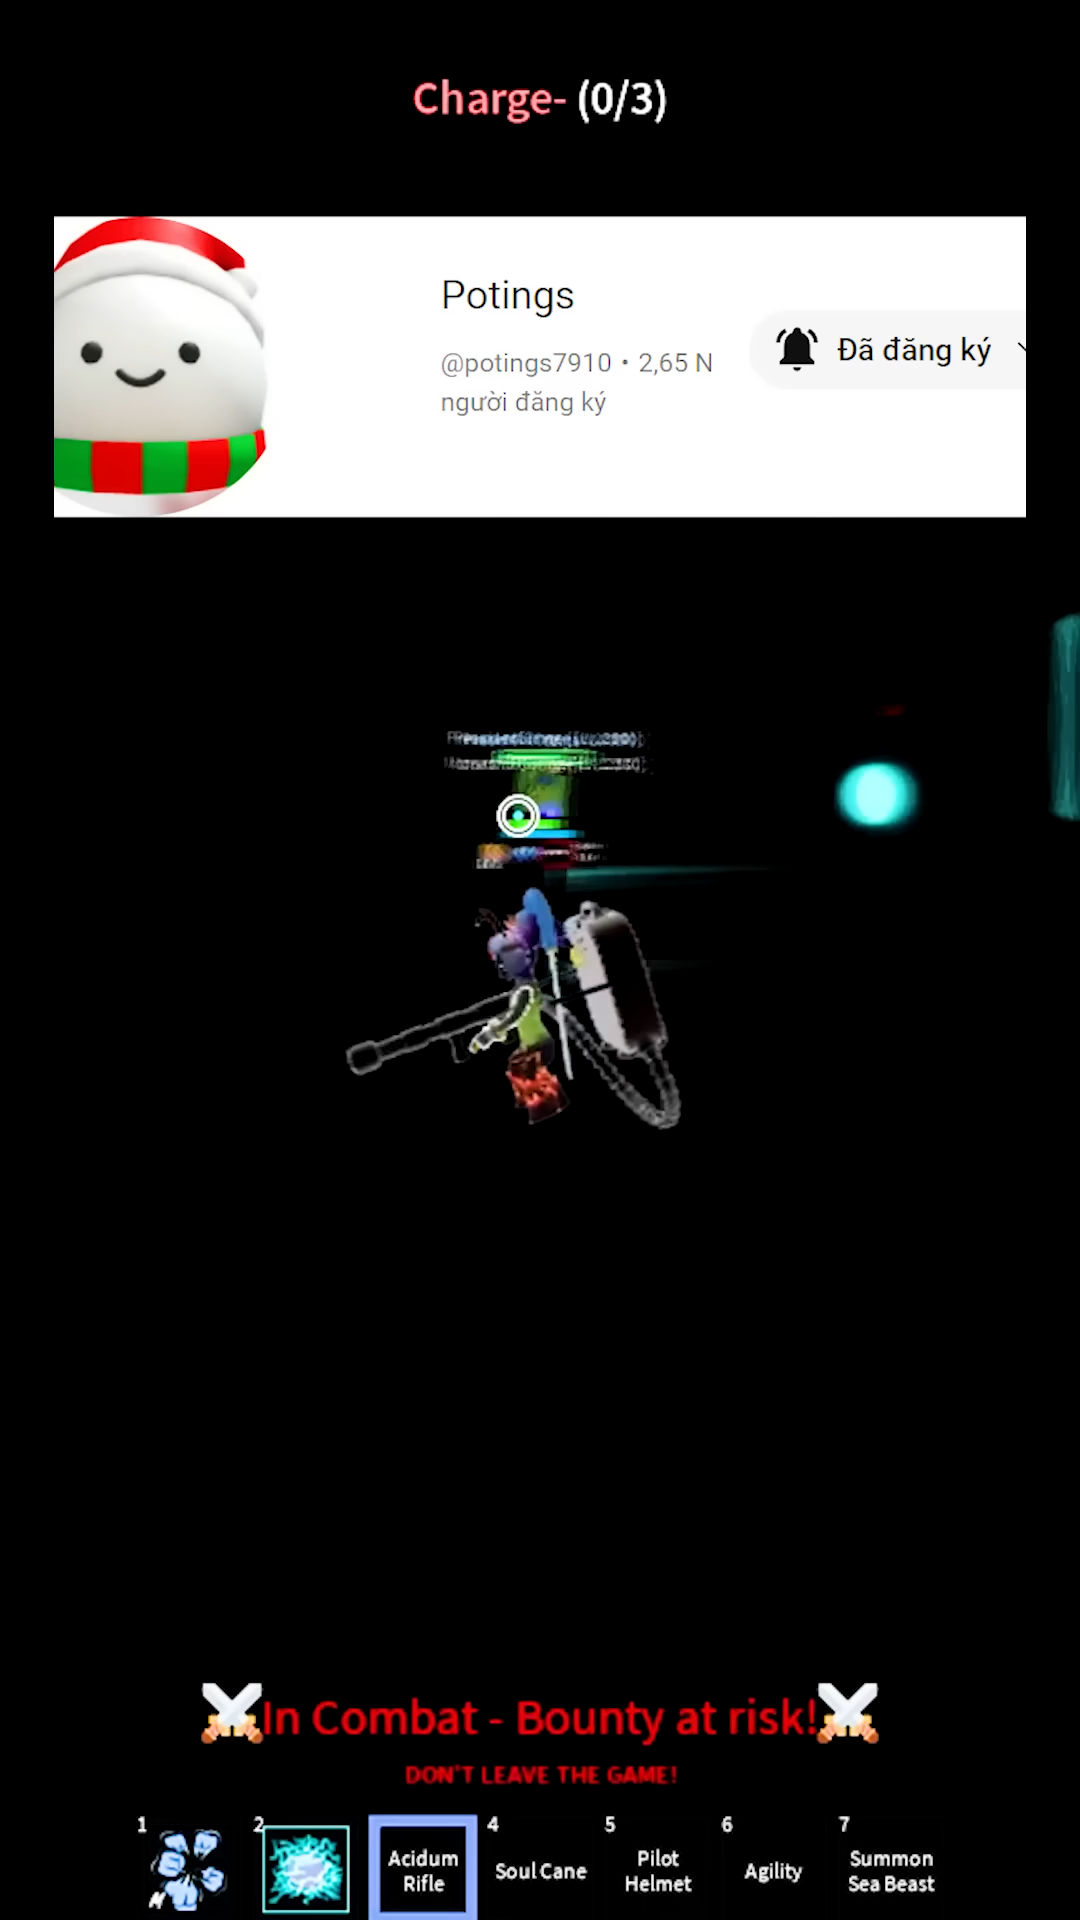 Charge- (0/3)
Potings
@potings7910 • 2,65 N
người đăng ký
Đã đăng ký
In Combat - Bounty at risk!
DON'T LEAVE THE GAME!
1
2
4
5
6
7
Acidum
Rifle
Soul Cane
Pilot
Helmet
Agility
Summon
Sea Beast